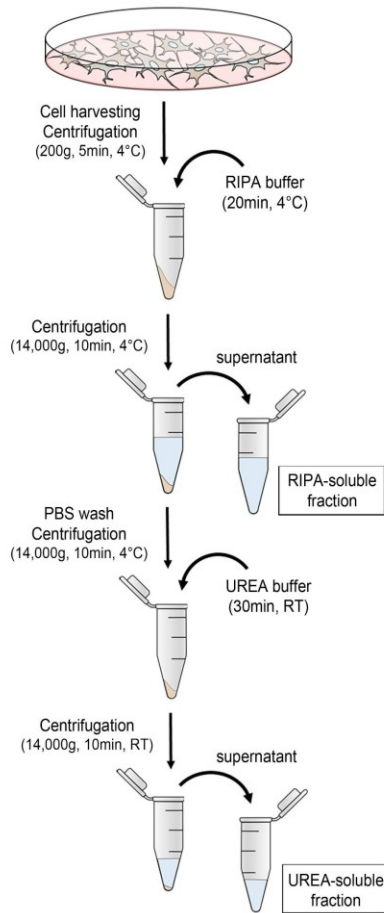 Cell harvesting
Centrifugation
(200g, 5min, 4°C)
RIPA buffer
(20min, 4°C)
Centrifugation
(14,000g, 10min, 4°C)
supernatant
RIPA-soluble
fraction
PBS wash
Centrifugation
(14,000g, 10min, 4°C)
UREA buffer
(30min, RT)
Centrifugation
(14,000g, 10min, RT)
supernatant
UREA-soluble
fraction